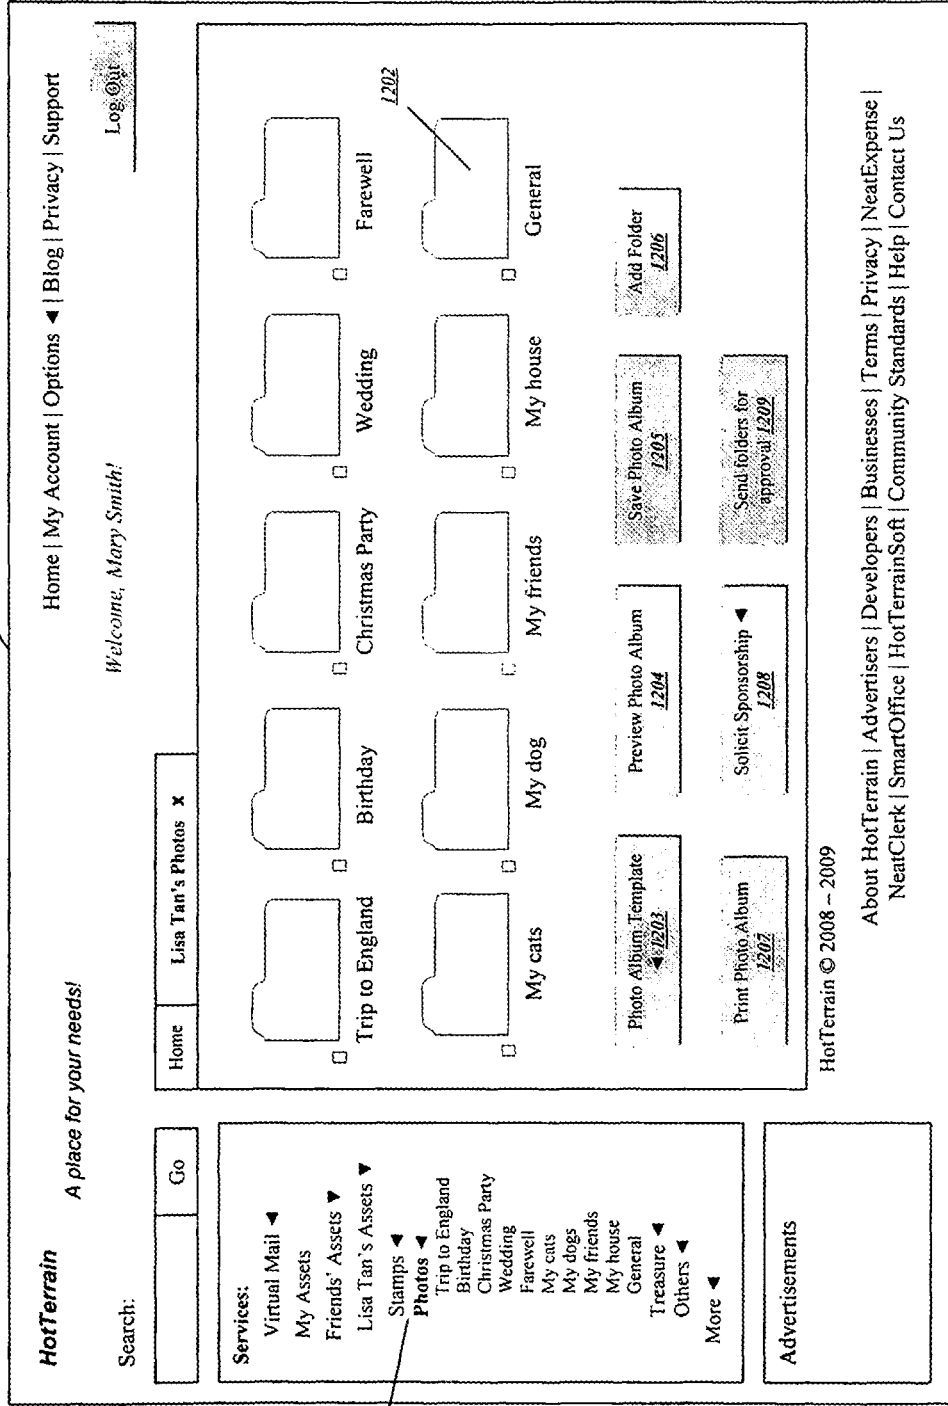 HotTerrain
A place for your needs!
Home | My Account | Options ◄ | Blog | Privacy | Support
Search:
Welcome, Mary Smith!
Log Out
Go
Home
Lisa Tan's Photos x
Services:
Virtual Mail ◄
My Assets
Friends' Assets ▼
Lisa Tan's Assets ▼
Stamps ◄
Photos ◄
Trip to England
Birthday
Christmas Party
Wedding
Farewell
My cats
My dogs
My friends
My house
General
Treasure ◄
Others ◄
More ◄
Advertisements
Trip to England
Birthday
Christmas Party
Wedding
Farewell
1202
My cats
My dog
My friends
My house
General
Photo Album Template
◄ 1203
Preview Photo Album
1204
Save Photo Album
1205
Add Folder
1206
Print Photo Album
1207
Solicit Sponsorship ◄
1208
Send folders for
approval 1209
HotTerrain © 2008 – 2009
About HotTerrain | Advertisers | Developers | Businesses | Terms | Privacy | NeatExpense |
NeatClerk | SmartOffice | HotTerrainSoft | Community Standards | Help | Contact Us